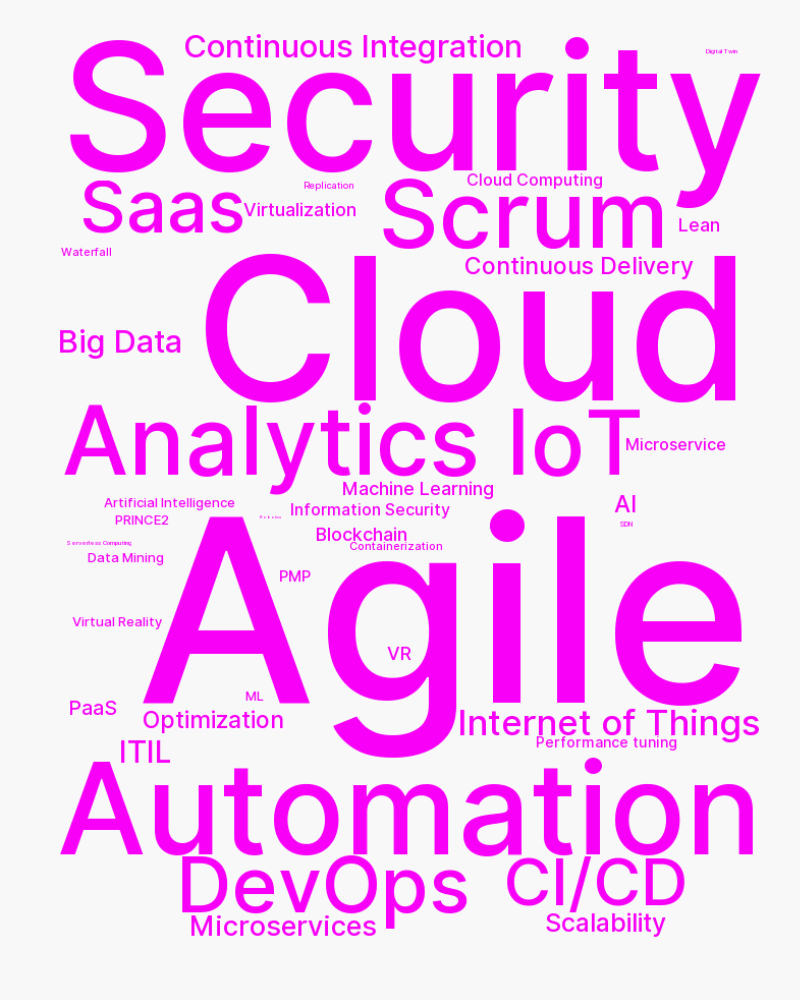 Continuous Integration
Digital Twin
Security
Replication
Cloud Computing
Saas
Virtualization
Scrum
Lean
Waterfall
Continuous Delivery
Cloud
Big Data
Analytics
IoT
Microservice
Machine Learning
Artificial Intelligence
Information Security
AI
PRINCE2
SDN
Blockchain
Serverless Computing
Containerization
Data Mining
PMP
Agile
Virtual Reality
VR
ML
PaaS
Optimization
Internet of Things
Performance tuning
ITIL
Automation
DevOps
CI/CD
Microservices
Scalability